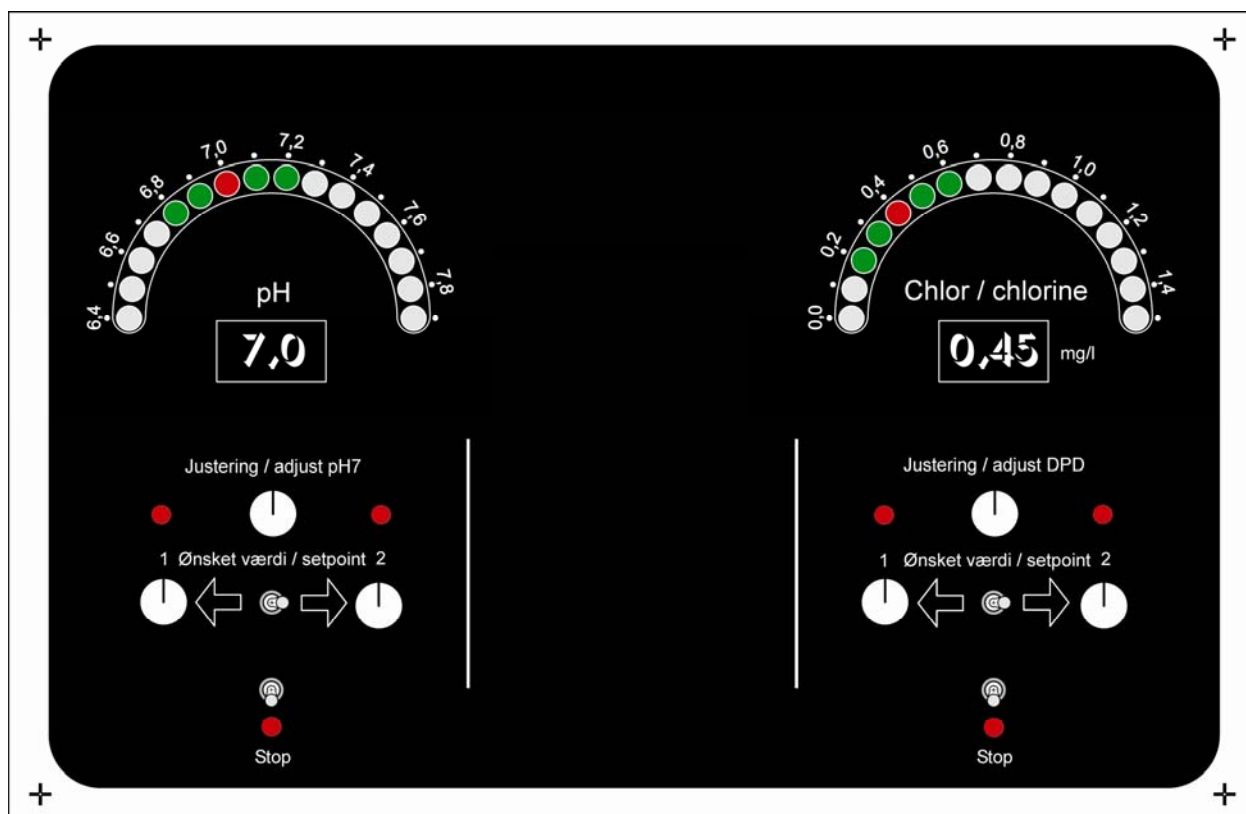 6,4
6,6
6,8
7,0
7,2
7,4
7,6
7,8
pH
7,0
Justering / adjust pH7
1 Ønsket værdi / setpoint 2
Stop
0,0
0,2
0,4
0,6
0,8
1,0
1,2
1,4
Chlor / chlorine
0,45 mg/l
Justering / adjust DPD
1 Ønsket værdi / setpoint 2
Stop